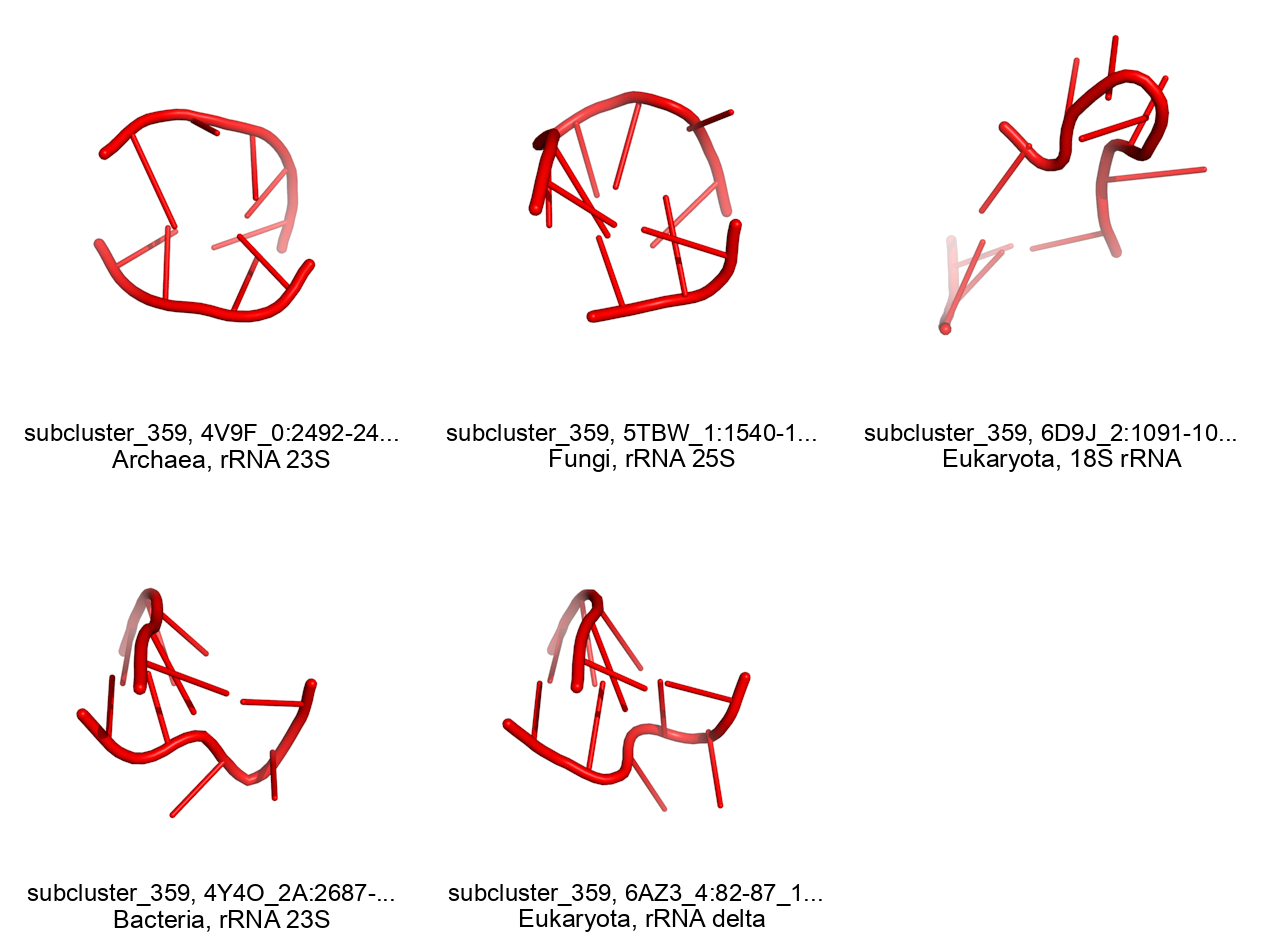 subcluster_359, 4V9F_0:2492-24...
Archaea, rRNA 23S
subcluster_359, 5TBW_1:1540-1...
Fungi, rRNA 25S
subcluster_359, 6D9J_2:1091-10...
Eukaryota, 18S rRNA
subcluster_359, 4Y4O_2A:2687-...
Bacteria, rRNA 23S
subcluster_359, 6AZ3_4:82-87_1...
Eukaryota, rRNA delta